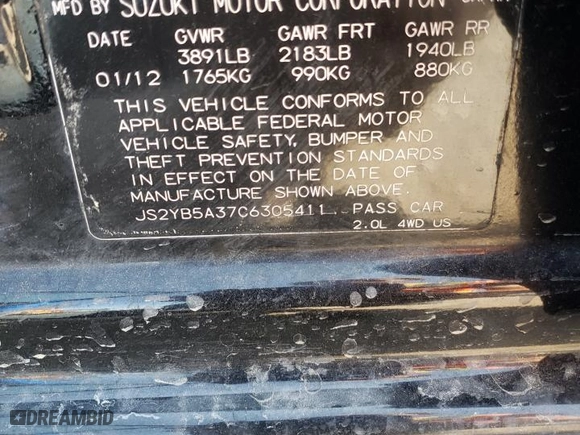 MFD BY SUZUKI MOTOR CORPORATION
DATE GVWR GAWR FRT GAWR RR
3891LB 2183LB 1940LB
01/12 1765KG 990KG 880KG
THIS VEHICLE CONFORMS TO ALL
APPLICABLE FEDERAL MOTOR
VEHICLE SAFETY, BUMPER AND
THEFT PREVENTION STANDARDS
IN EFFECT ON THE DATE OF
MANUFACTURE SHOWN ABOVE.
JS2YB5A37C6305411 PASS CAR
2.0L 4WD US
DREAMBID